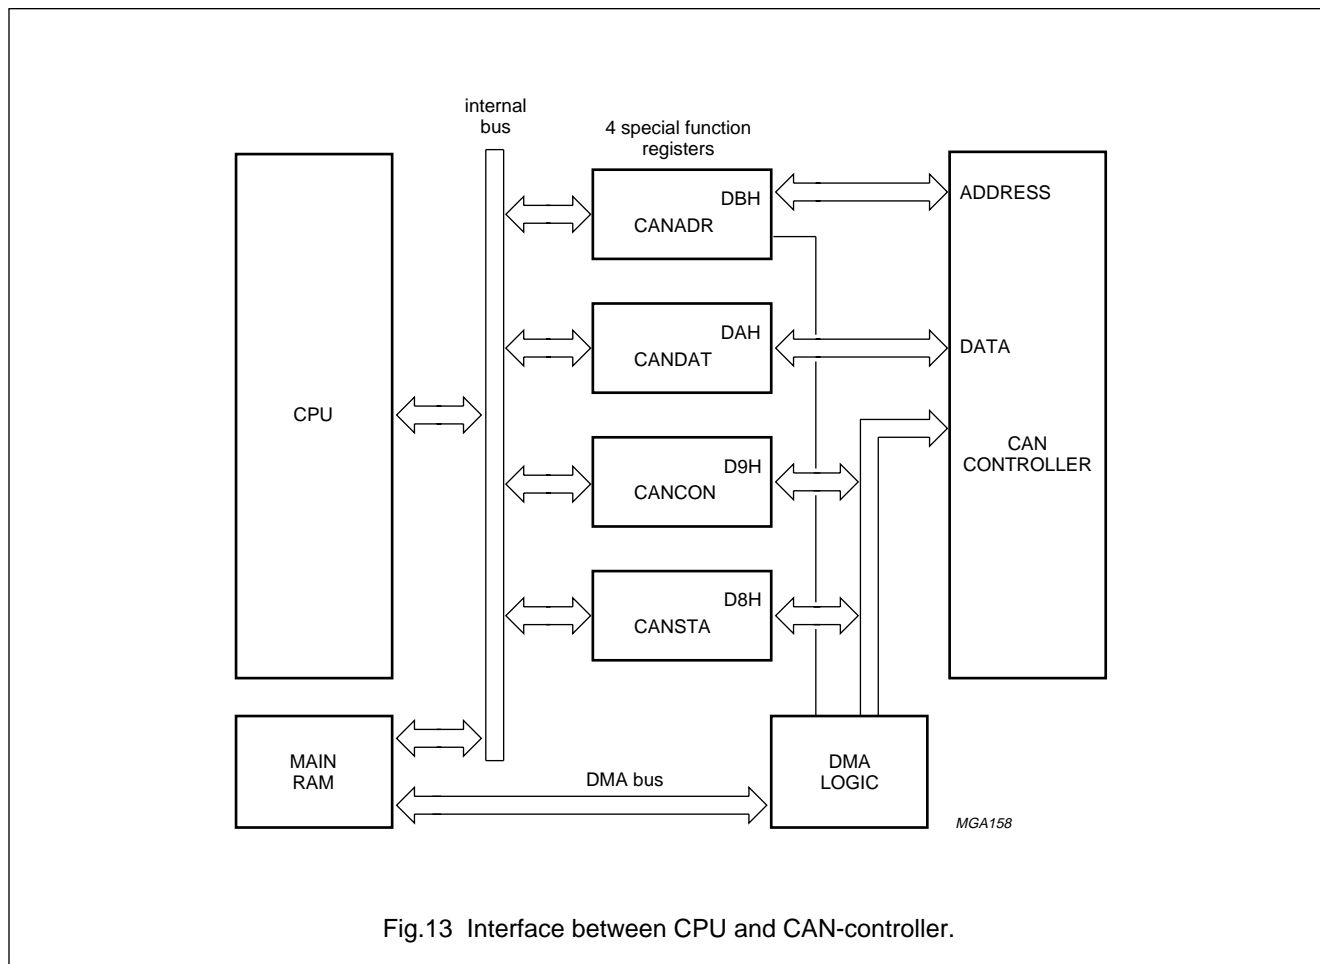 internal
bus
4 special function
registers
DBH
CANADR
ADDRESS
DAH
CANDAT
DATA
CPU
D9H
CANCON
CAN
CONTROLLER
D8H
CANSTA
MAIN
RAM
DMA bus
DMA
LOGIC
MGA158
Fig.13 Interface between CPU and CAN-controller.